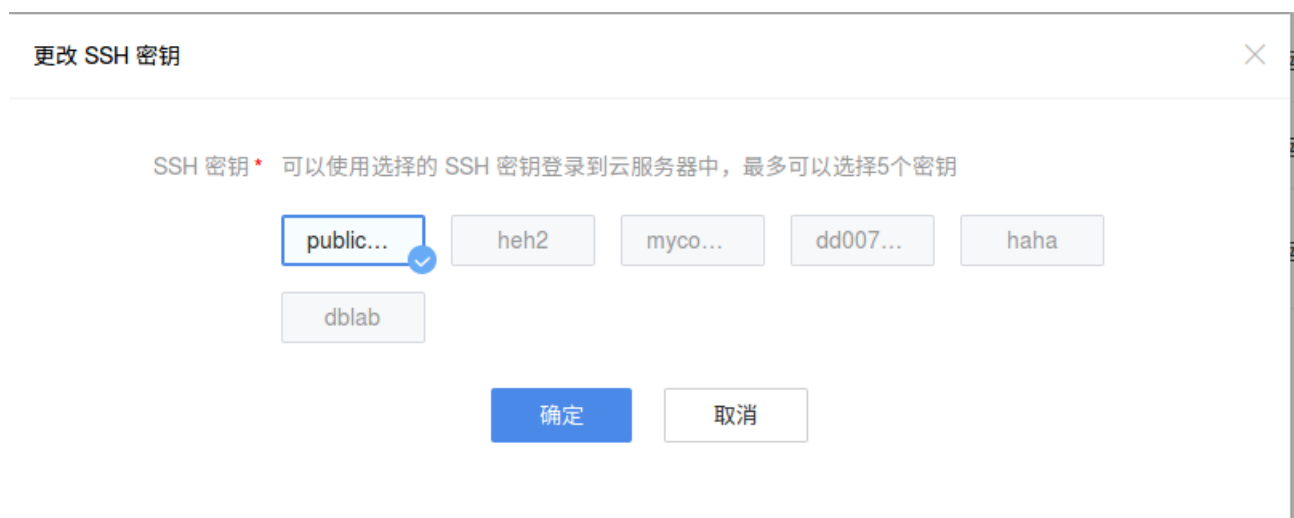 更改 SSH 密钥
SSH 密钥* 可以使用选择的 SSH 密钥登录到云服务器中，最多可以选择5个密钥
public... heh2 myco... dd007... haha
dblab
确定 取消